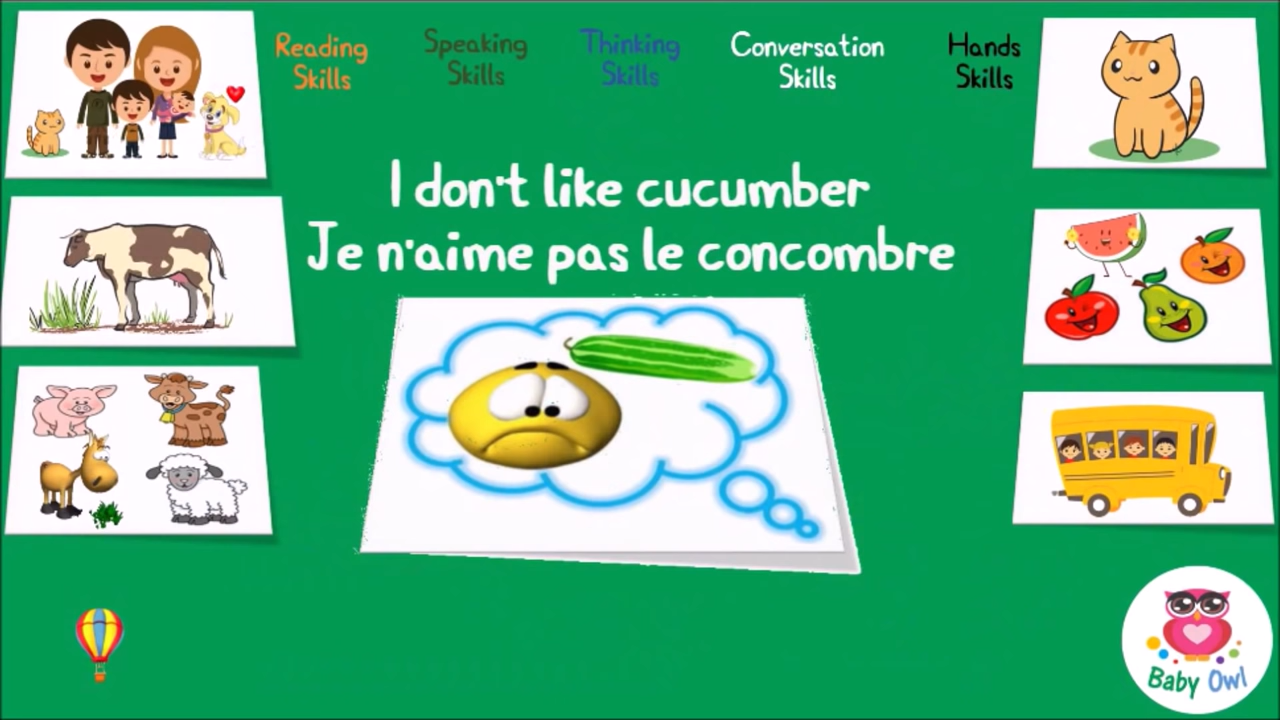 Reading Skills
Speaking Skills
Thinking Skills
Conversation Skills
Hands Skills
I don't like cucumber
Je n'aime pas le concombre
Baby Owl